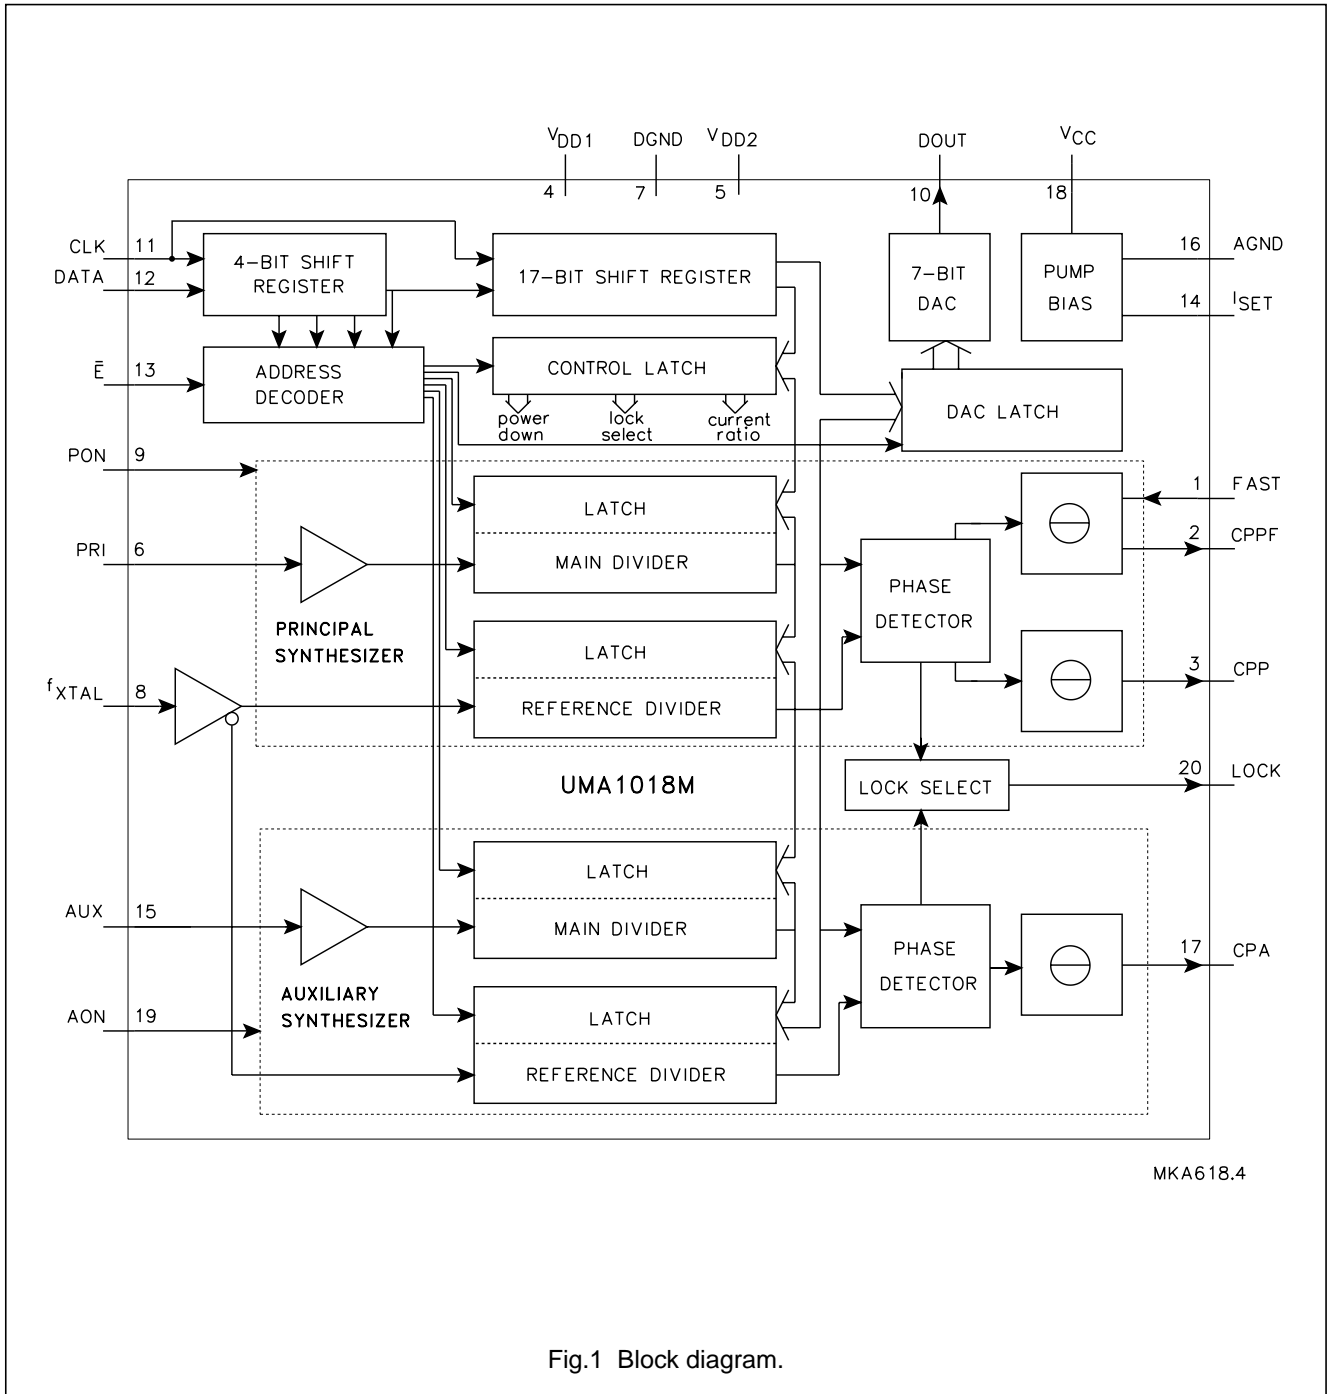 VDD1 DGND VDD2 DOUT VCC
4 7 5 10 18
CLK 11
DATA 12
4-BIT SHIFT
REGISTER
17-BIT SHIFT REGISTER
7-BIT
DAC
PUMP
BIAS
16 AGND
14 ISET
Ē 13
ADDRESS
DECODER
CONTROL LATCH
power
down
lock
select
current
ratio
DAC LATCH
PON 9
LATCH
MAIN DIVIDER
1 FAST
2 CPPF
PRI 6
PHASE
DETECTOR
PRINCIPAL
SYNTHESIZER
LATCH
REFERENCE DIVIDER
3 CPP
fXTAL 8
UMA1018M
LOCK SELECT
20 LOCK
LATCH
MAIN DIVIDER
AUX 15
PHASE
DETECTOR
17 CPA
AUXILIARY
SYNTHESIZER
AON 19
LATCH
REFERENCE DIVIDER
MKA618.4
Fig.1 Block diagram.